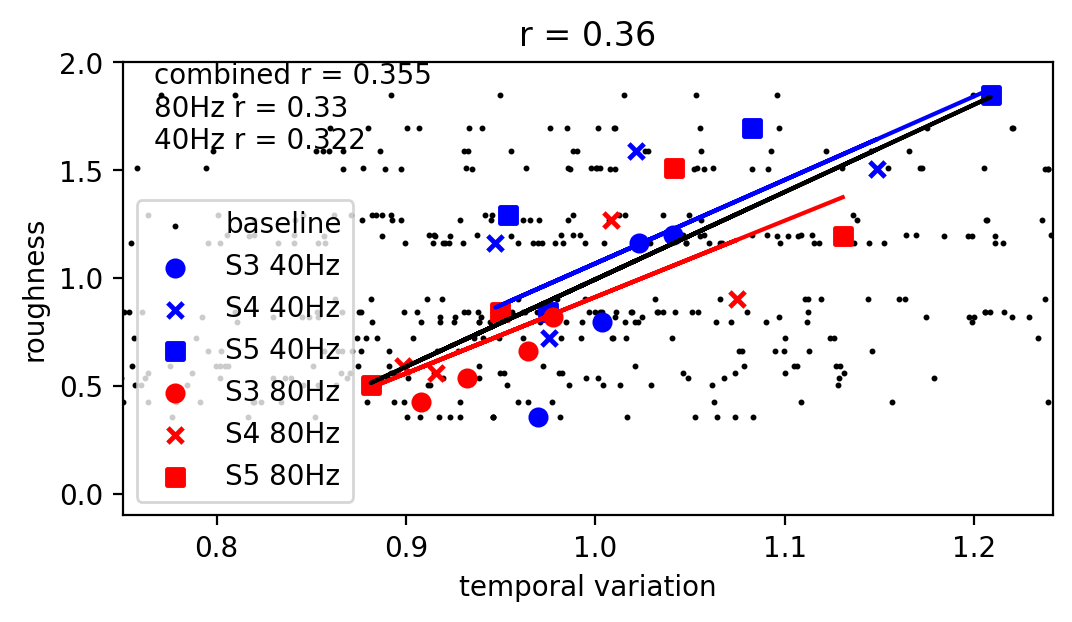 r = 0.36
combined r = 0.355
80Hz r = 0.33
40Hz r = 0.322
baseline
S3 40Hz
S4 40Hz
S5 40Hz
S3 80Hz
S4 80Hz
S5 80Hz
roughness
2.0
1.5
1.0
0.5
0.0
0.8 0.9 1.0 1.1 1.2
temporal variation